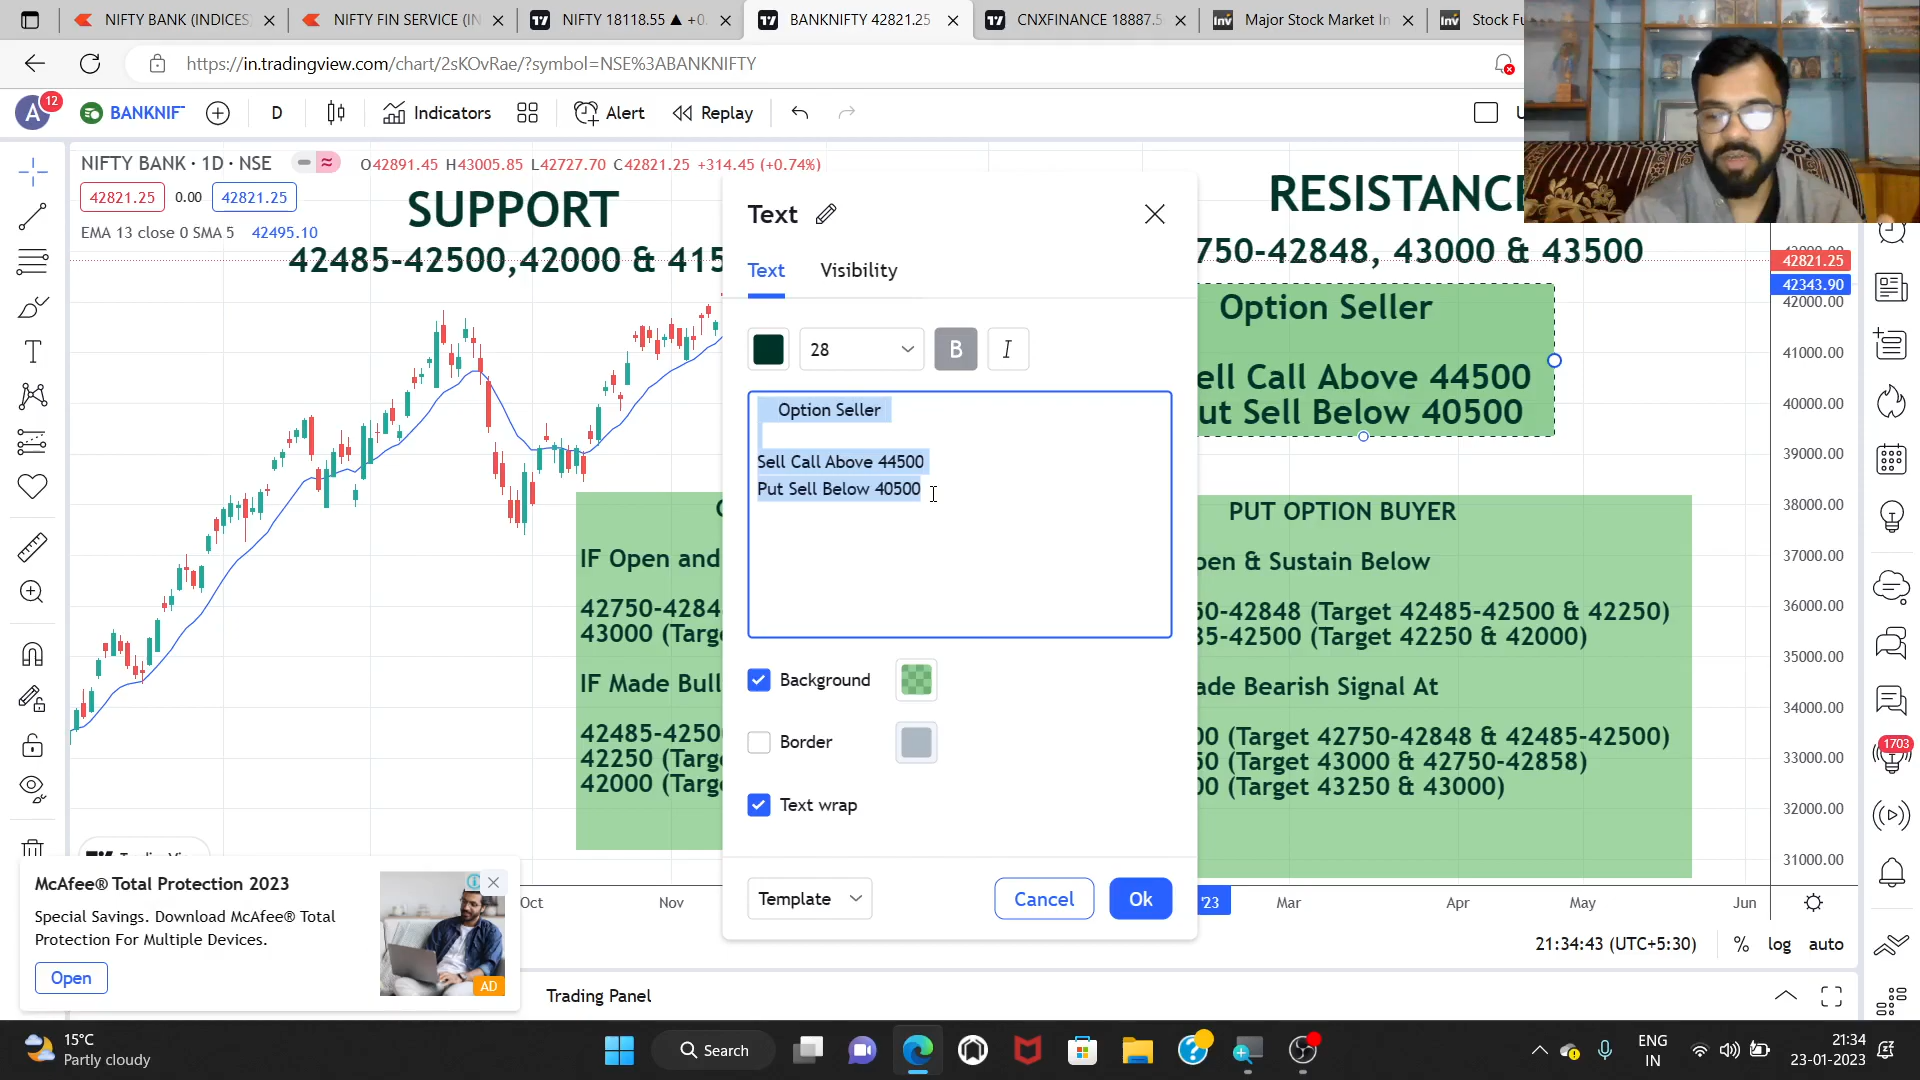 NIFTY BANK (INDICES
NIFTY FIN SERVICE (IN
NIFTY 18118.55 ▲ +0.
BANKNIFTY 42821.25
CNXFINANCE 18887.5
Major Stock Market In
Stock Fu
https://in.tradingview.com/chart/2sKOvRae/?symbol=NSE%3ABANKNIFTY
A
12
BANKNIF
D
Indicators
Alert
Replay
NIFTY BANK · 1D · NSE
O42891.45 H43005.85 L42727.70 C42821.25 +314.45 (+0.74%)
42821.25
0.00
42821.25
EMA 13 close 0 SMA 5
42495.10
SUPPORT
42485-42500,42000 & 415
RESISTANCE
750-42848, 43000 & 43500
Option Seller
ell Call Above 44500
ut Sell Below 40500
Text
Text
Visibility
28
B
I
Option Seller
Sell Call Above 44500
Put Sell Below 40500
Background
Border
Text wrap
Template
Cancel
Ok
IF Open and
42750-4284
43000 (Targ
IF Made Bull
42485-4250
42250 (Targ
42000 (Targ
PUT OPTION BUYER
pen & Sustain Below
50-42848 (Target 42485-42500 & 42250)
85-42500 (Target 42250 & 42000)
ade Bearish Signal At
00 (Target 42750-42848 & 42485-42500)
50 (Target 43000 & 42750-42858)
00 (Target 43250 & 43000)
42821.25
42343.90
42000.00
41000.00
40000.00
39000.00
38000.00
37000.00
36000.00
35000.00
34000.00
33000.00
32000.00
31000.00
1703
Oct
Nov
'23
Mar
Apr
May
Jun
21:34:43 (UTC+5:30)
%
log
auto
McAfee® Total Protection 2023
Special Savings. Download McAfee® Total
Protection For Multiple Devices.
Open
AD
Trading Panel
15°C
Partly cloudy
Search
ENG
IN
21:34
23-01-2023